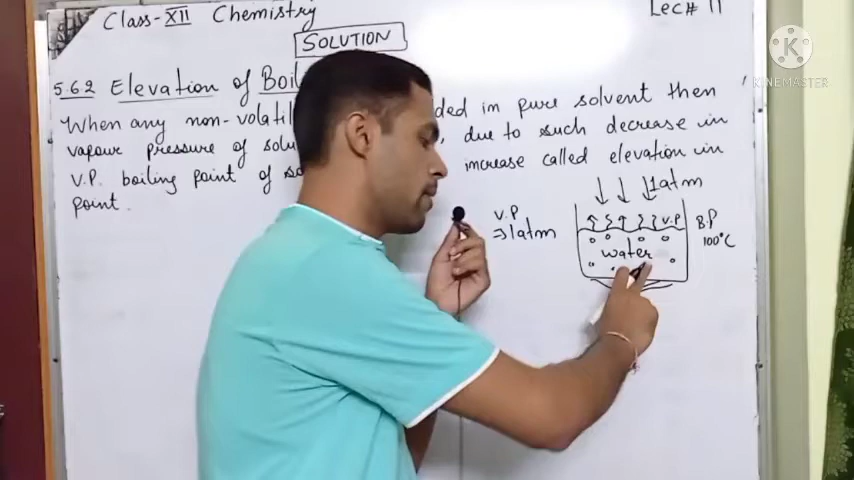 Class-XII Chemistry
Lec# 11
SOLUTION
K
KINEMASTER
5.6.2 Elevation of Boil
When any non-volatil ded in pure solvent then
vapour pressure of solu , due to such decrease in
V.P. boiling point of so increase called elevation in
point.
1atm
V.P
⇒1atm
V.P
B.P
100°C
water